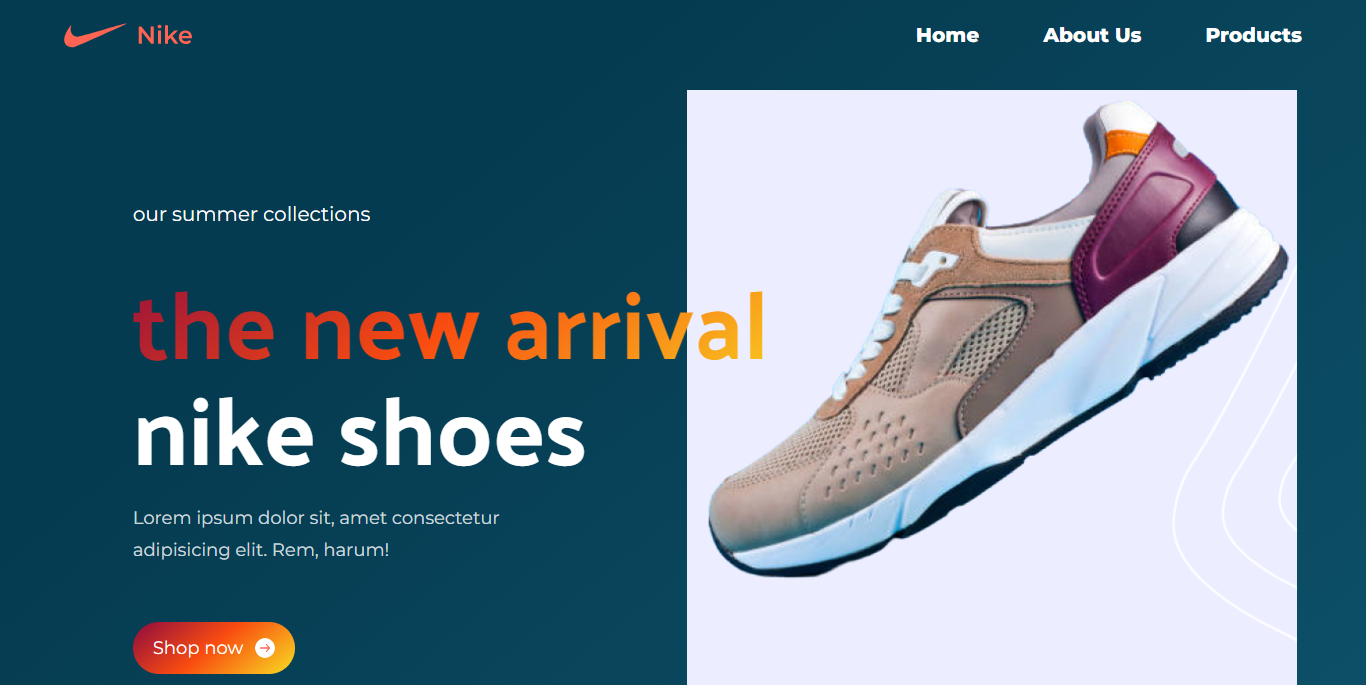 Nike
Home
About Us
Products
our summer collections
the new arrival
nike shoes
Lorem ipsum dolor sit, amet consectetur
adipisicing elit. Rem, harum!
Shop now